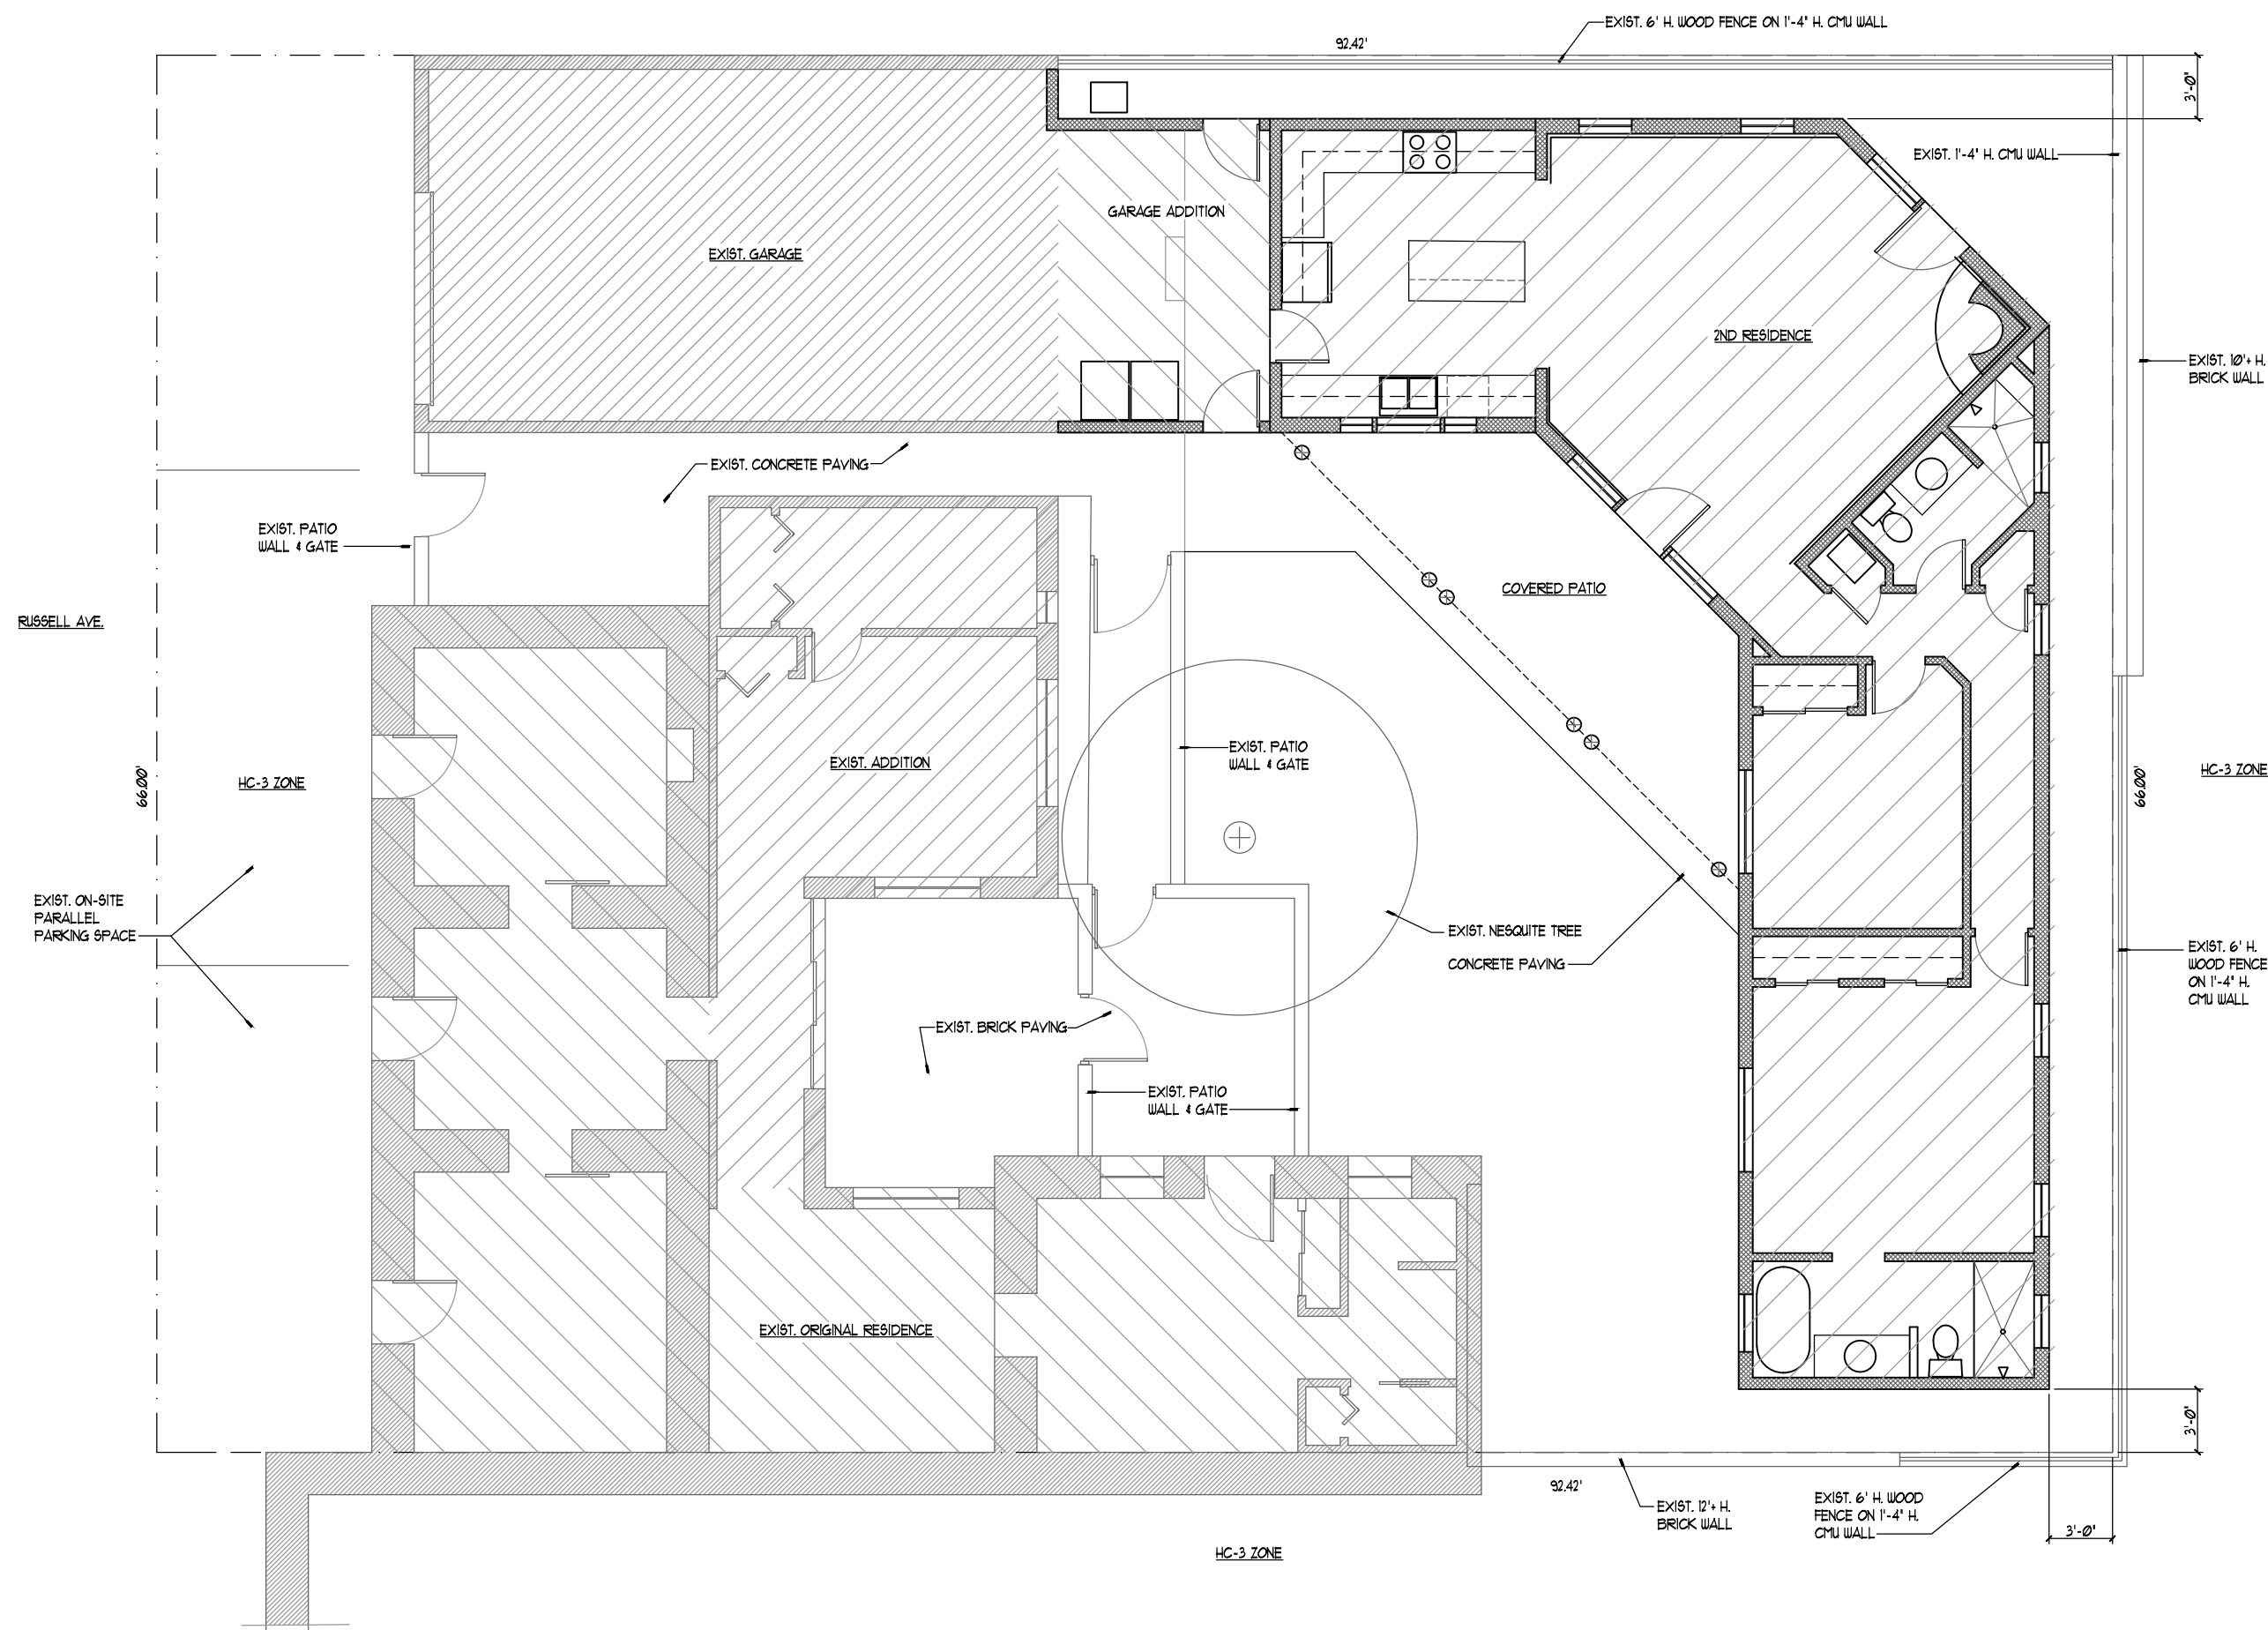 EXIST. 6' H. WOOD FENCE ON 1'-4" H. CMU WALL
92.42'
3'-0"
EXIST. 1'-4" H. CMU WALL
GARAGE ADDITION
EXIST. GARAGE
2ND RESIDENCE
EXIST. 10'+ H.
BRICK WALL
EXIST. CONCRETE PAVING
EXIST. PATIO
WALL & GATE
COVERED PATIO
RUSSELL AVE.
EXIST. PATIO
WALL & GATE
EXIST. ADDITION
HC-3 ZONE
66.00'
66.00'
HC-3 ZONE
EXIST. ON-SITE
PARALLEL
PARKING SPACE
EXIST. NESQUITE TREE
CONCRETE PAVING
EXIST. 6' H.
WOOD FENCE
ON 1'-4" H.
CMU WALL
EXIST. BRICK PAVING
EXIST. PATIO
WALL & GATE
EXIST. ORIGINAL RESIDENCE
3'-0"
92.42'
EXIST. 12'+ H.
BRICK WALL
EXIST. 6' H. WOOD
FENCE ON 1'-4" H.
CMU WALL
3'-0"
HC-3 ZONE